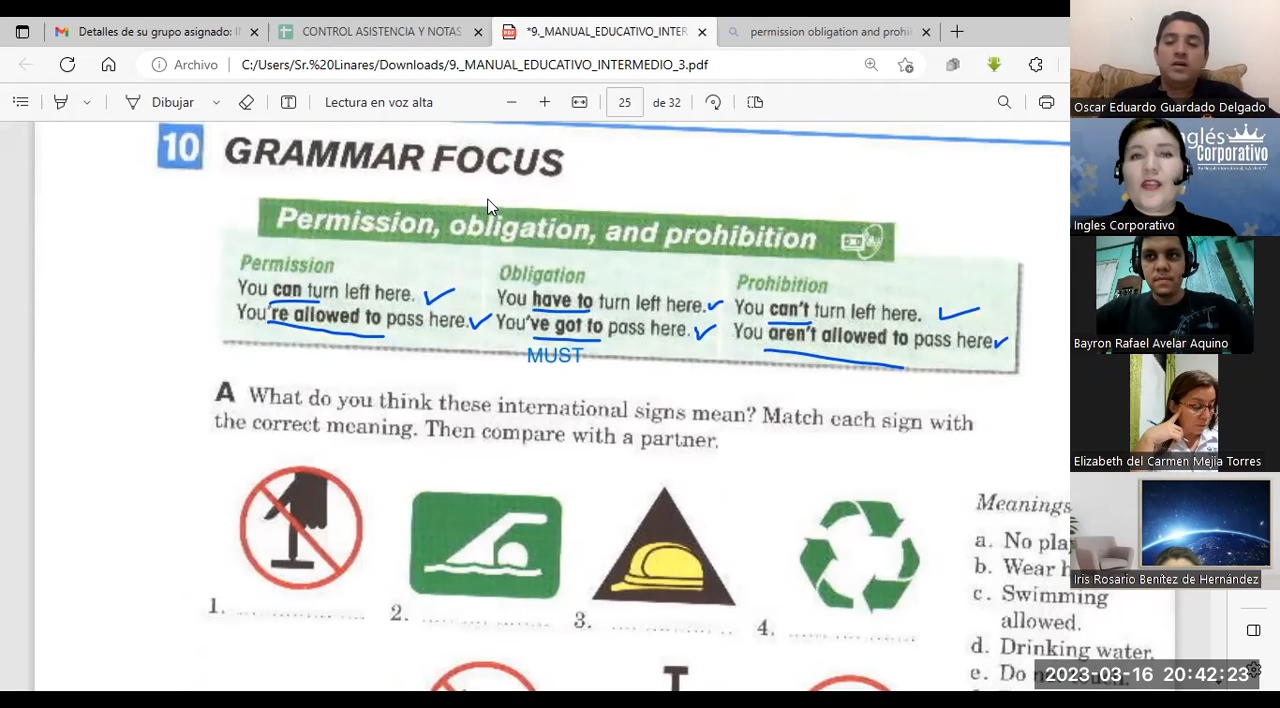 Detalles de su grupo asignado:
CONTROL ASISTENCIA Y NOTAS
*9._MANUAL_EDUCATIVO_INTER
permission obligation and prohi
Archivo
C:/Users/Sr.%20Linares/Downloads/9._MANUAL_EDUCATIVO_INTERMEDIO_3.pdf
Dibujar
Lectura en voz alta
25
de 32
10 GRAMMAR FOCUS
Permission, obligation, and prohibition
Permission
You can turn left here.
You're allowed to pass here.
Obligation
You have to turn left here.
You've got to pass here.
MUST
Prohibition
You can't turn left here.
You aren't allowed to pass here
A What do you think these international signs mean? Match each sign with
the correct meaning. Then compare with a partner.
1.
2.
3.
4.
Meanings
a. No pla
b. Wear h
c. Swimming
allowed.
d. Drinking water.
e. Do
Oscar Eduardo Guardado Delgado
Inglés
Corporativo
Ingles Corporativo
Bayron Rafael Avelar Aquino
Elizabeth del Carmen Mejía Torres
Iris Rosario Benítez de Hernández
2023-03-16 20:42:23